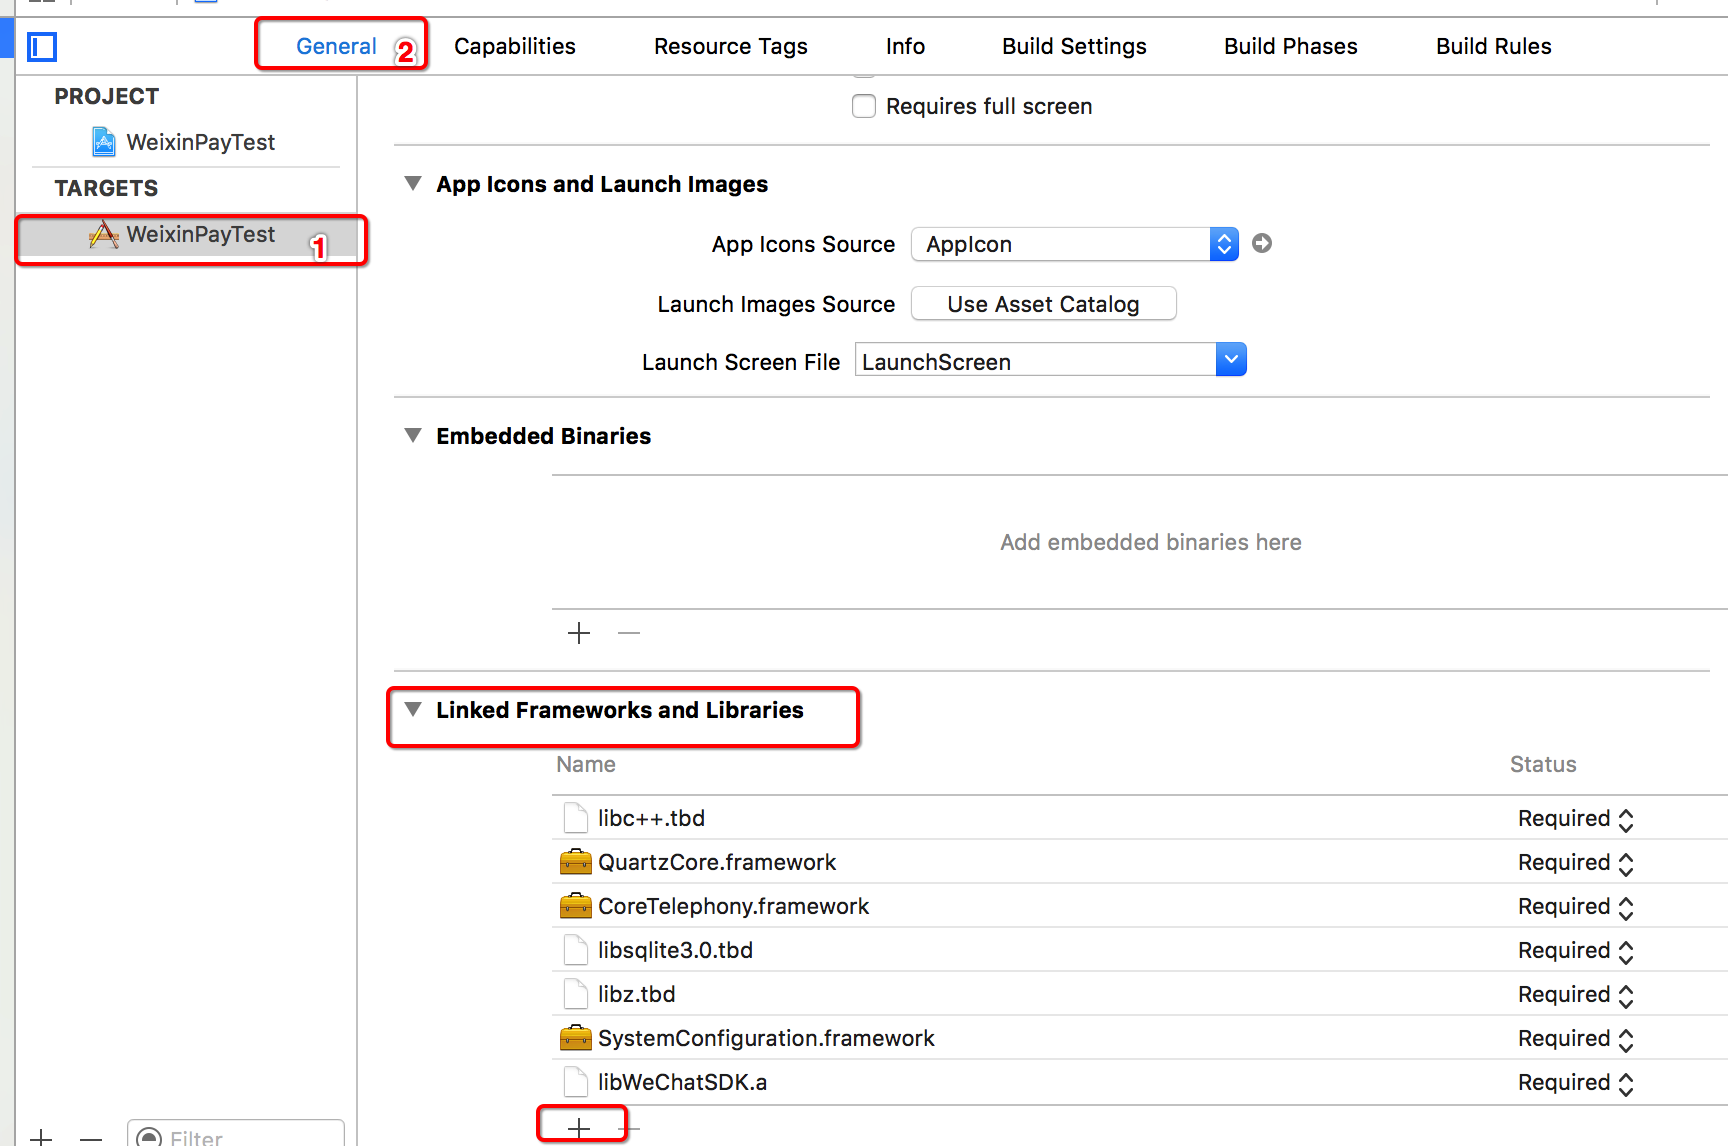 General 2 Capabilities Resource Tags Info Build Settings Build Phases Build Rules
PROJECT
WeixinPayTest
TARGETS
WeixinPayTest 1
Requires full screen
App Icons and Launch Images
App Icons Source AppIcon
Launch Images Source Use Asset Catalog
Launch Screen File LaunchScreen
Embedded Binaries
Add embedded binaries here
Linked Frameworks and Libraries
Name Status
libc++.tbd Required
QuartzCore.framework Required
CoreTelephony.framework Required
libsqlite3.0.tbd Required
libz.tbd Required
SystemConfiguration.framework Required
libWeChatSDK.a Required
Filter